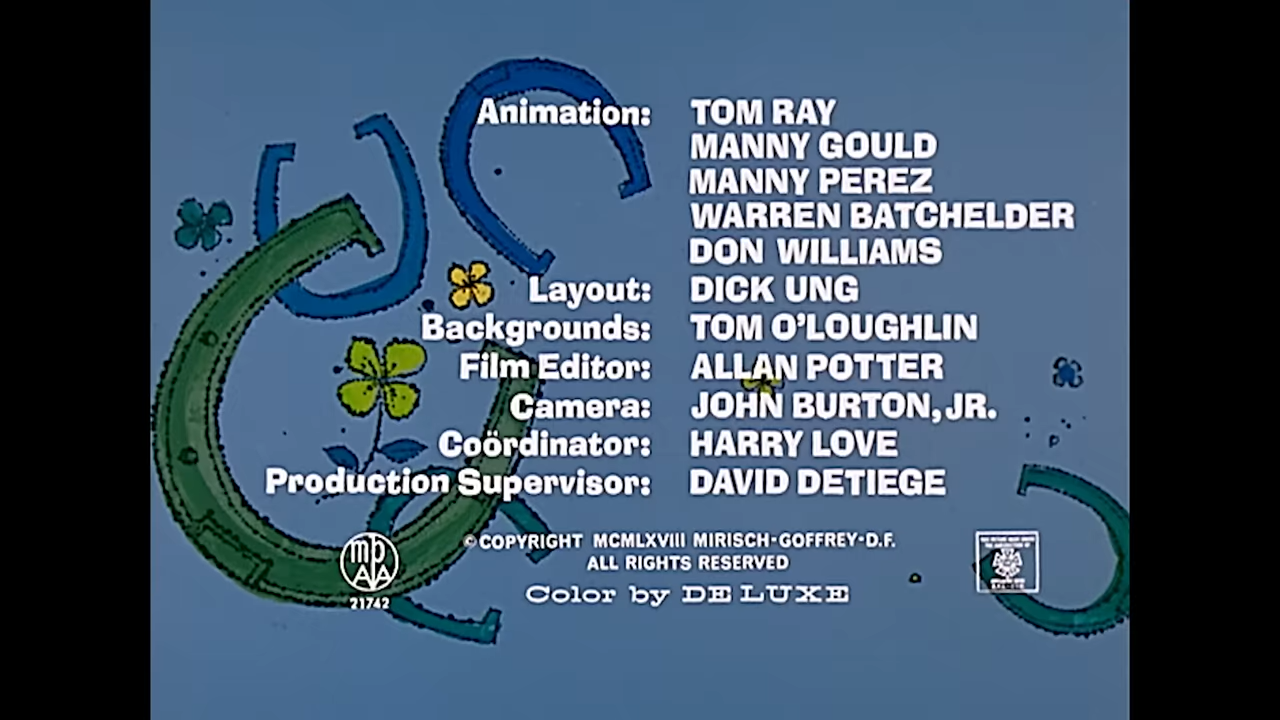 Animation: TOM RAY
MANNY GOULD
MANNY PEREZ
WARREN BATCHELDER
DON WILLIAMS
Layout: DICK UNG
Backgrounds: TOM O'LOUGHLIN
Film Editor: ALLAN POTTER
Camera: JOHN BURTON, JR.
Coördinator: HARRY LOVE
Production Supervisor: DAVID DETIEGE
©COPYRIGHT MCMLXVIII MIRISCH-GOFFREY-D.F.
ALL RIGHTS RESERVED
Color by DE LUXE
mpAA
21742